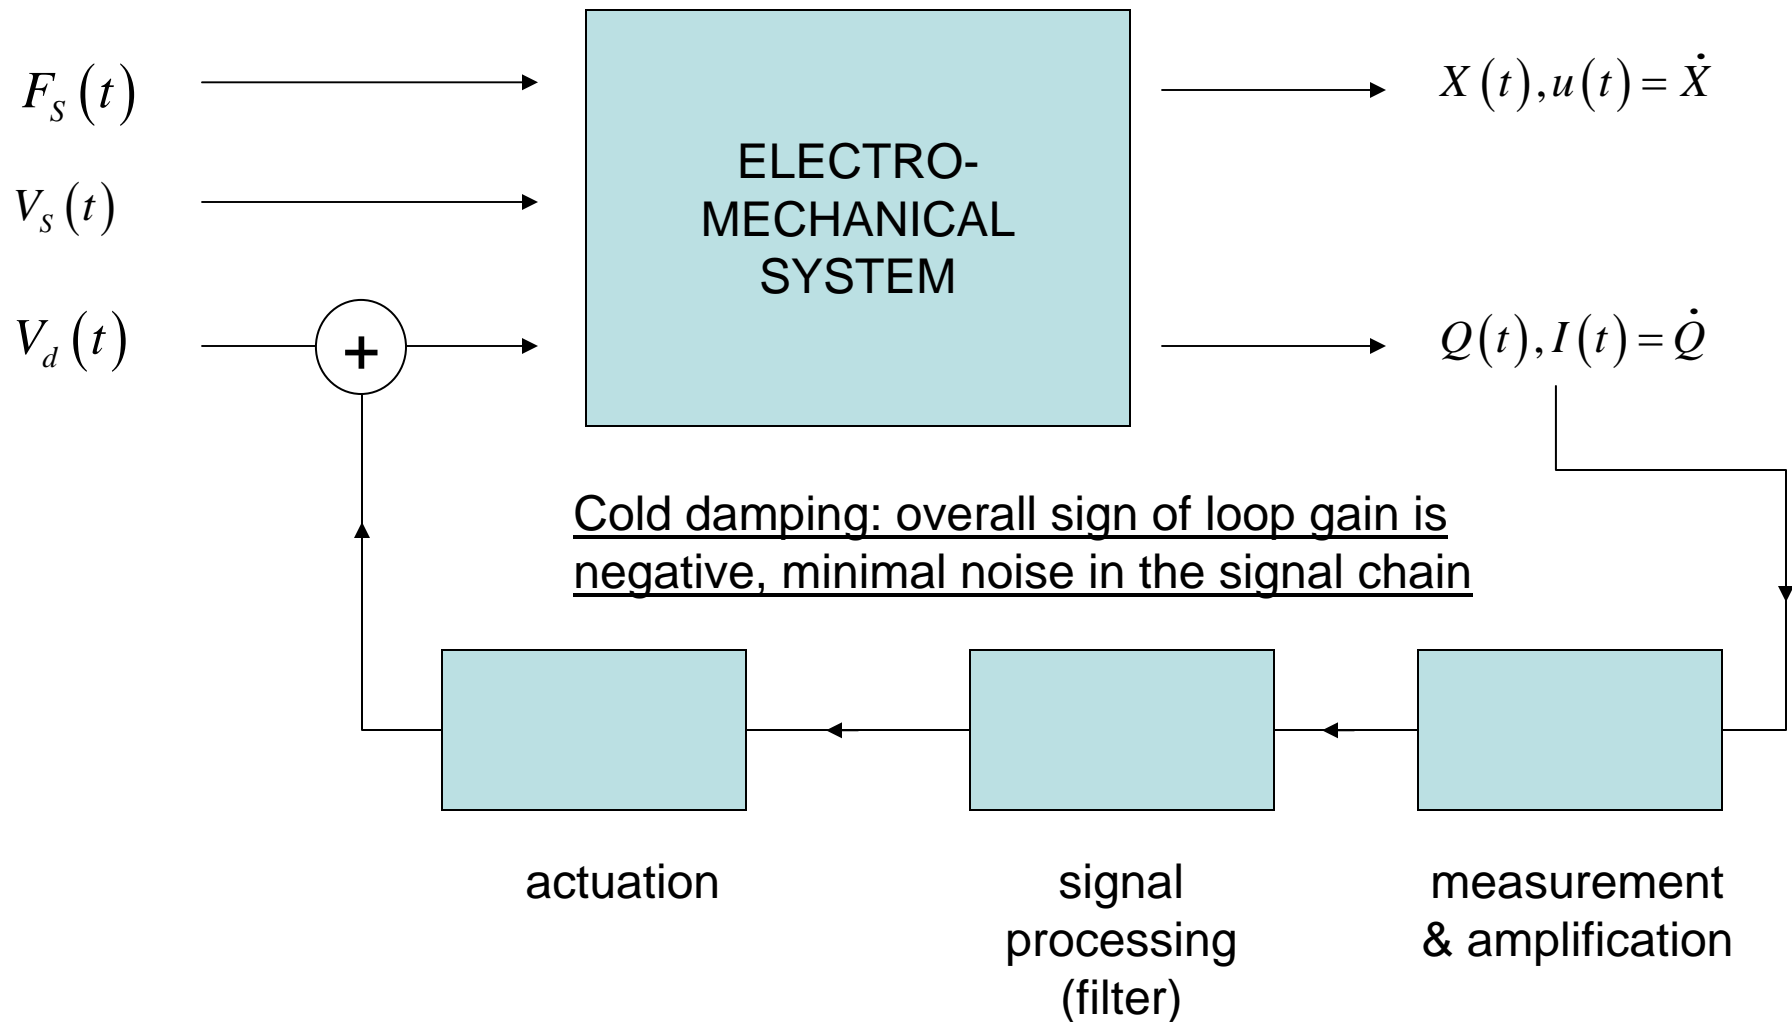 F_s(t)
V_s(t)
V_d(t)
+
ELECTRO-
MECHANICAL
SYSTEM
X(t), u(t) = Ẋ
Q(t), I(t) = Q̇
Cold damping: overall sign of loop gain is
negative, minimal noise in the signal chain
actuation
signal
processing
(filter)
measurement
& amplification